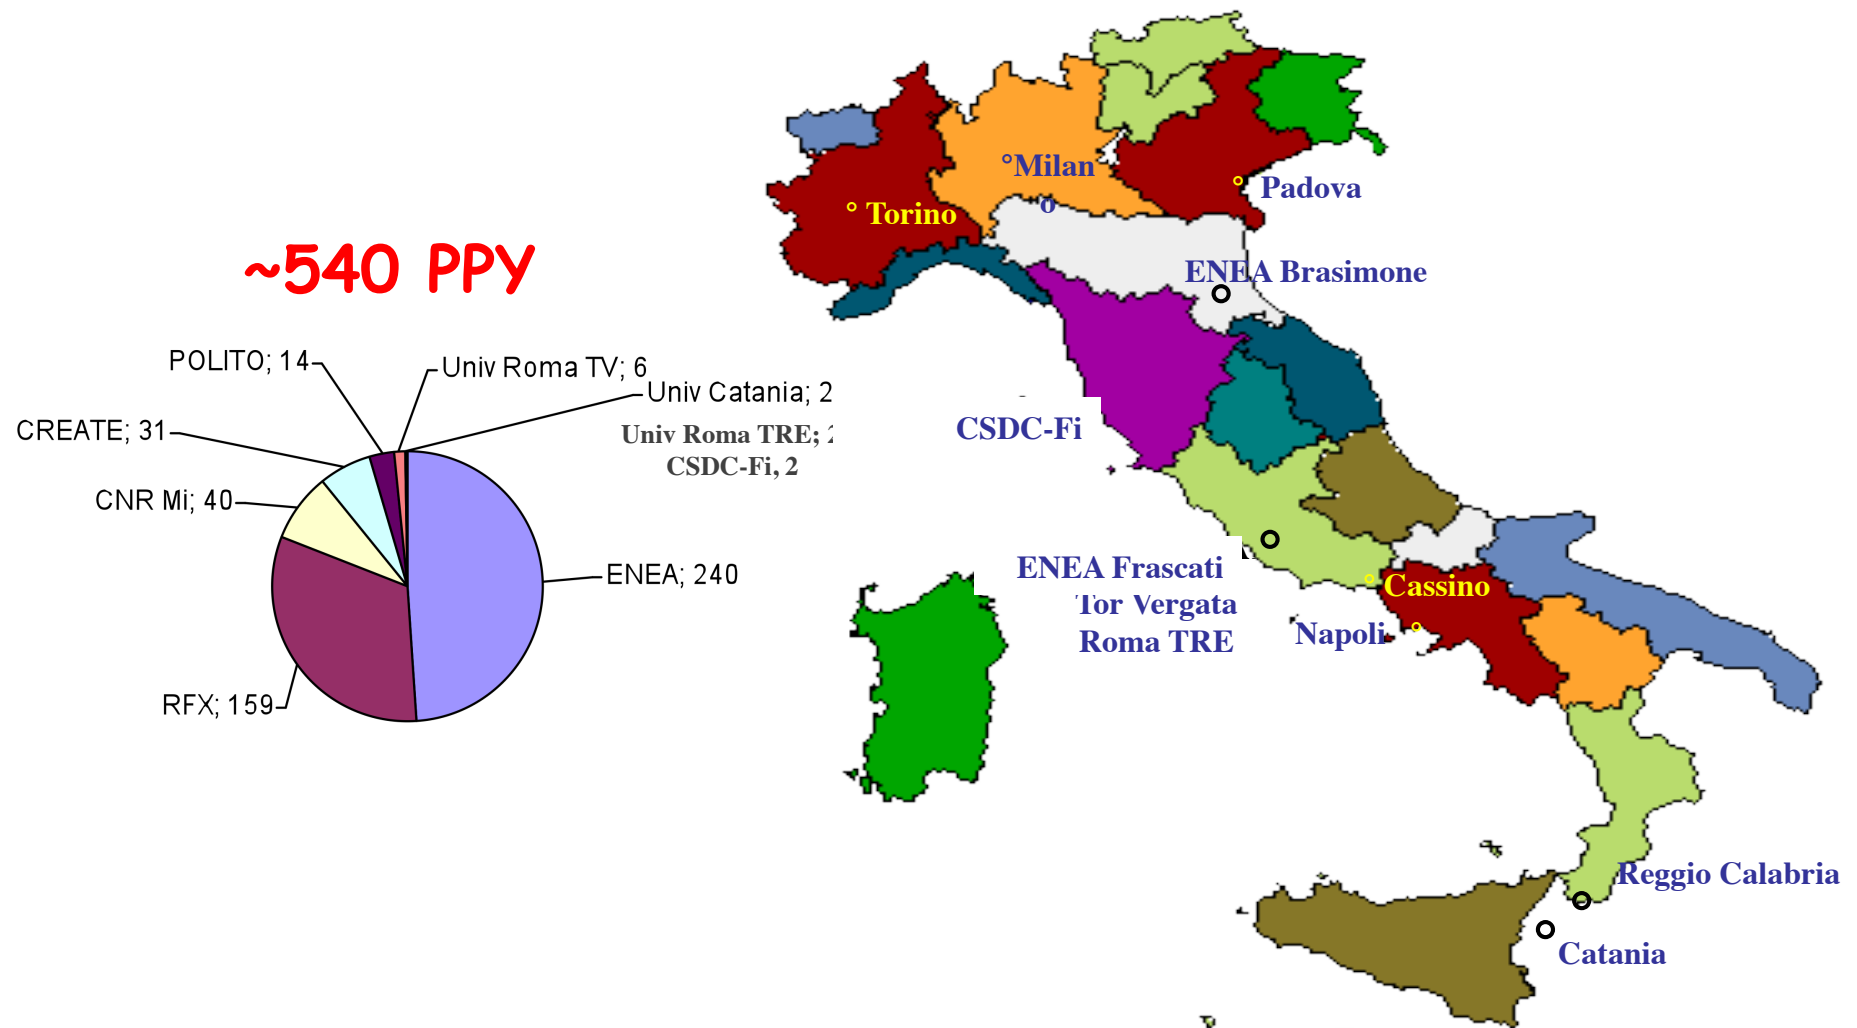 ~540 PPY
POLITO; 14
Univ Roma TV; 6
Univ Catania; 2
Univ Roma TRE;
CSDC-Fi, 2
CREATE; 31
CNR Mi; 40
ENEA; 240
RFX; 159
°Milan
o
° Torino
° Padova
ENEA Brasimone
CSDC-Fi
ENEA Frascati
Tor Vergata
Roma TRE
° Cassino
Napoli °
Reggio Calabria
Catania